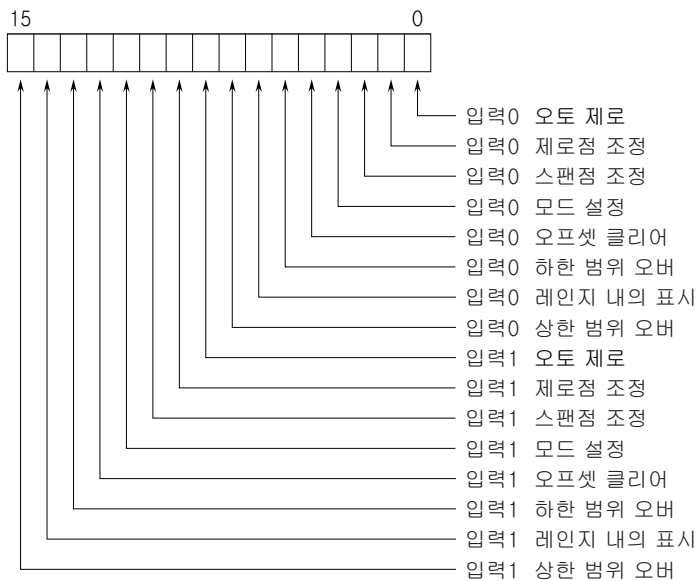 15 0
입력0 오토 제로
입력0 제로점 조정
입력0 스팬점 조정
입력0 모드 설정
입력0 오프셋 클리어
입력0 하한 범위 오버
입력0 레인지 내의 표시
입력0 상한 범위 오버
입력1 오토 제로
입력1 제로점 조정
입력1 스팬점 조정
입력1 모드 설정
입력1 오프셋 클리어
입력1 하한 범위 오버
입력1 레인지 내의 표시
입력1 상한 범위 오버